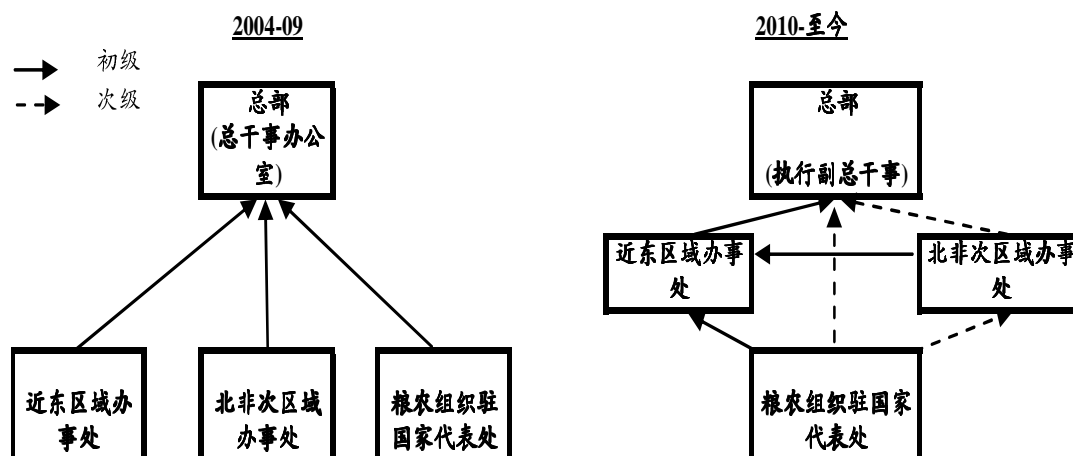 2004-09
初级
次级
总部
(总干事办公
室)
近东区域办
事处
北非次区域
办事处
粮农组织驻
国家代表处
2010-至今
总部
(执行副总干事)
近东区域办事
处
北非次区域办事
处
粮农组织驻国家
代表处